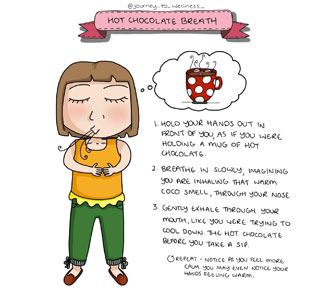 @journey_to_wellness_
HOT CHOCOLATE BREATH
1. HOLD YOUR HANDS OUT IN
FRONT OF YOU, AS IF YOU WERE
HOLDING A MUG OF HOT
CHOCOLATE.
2. BREATHE IN SLOWLY, IMAGINING
YOU ARE INHALING THAT WARM
COCO SMELL, THROUGH YOUR NOSE
3. GENTLY EXHALE THROUGH YOUR
MOUTH, LIKE YOU WERE TRYING TO
COOL DOWN THE HOT CHOCOLATE
BEFORE YOU TAKE A SIP.
REPEAT - NOTICE AS YOU FEEL MORE
CALM YOU MAY EVEN NOTICE YOUR
HANDS FEELING WARM.